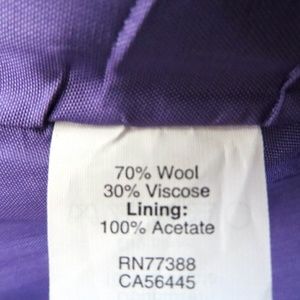 70% Wool
30% Viscose
Lining:
100% Acetate
RN77388
CA56445